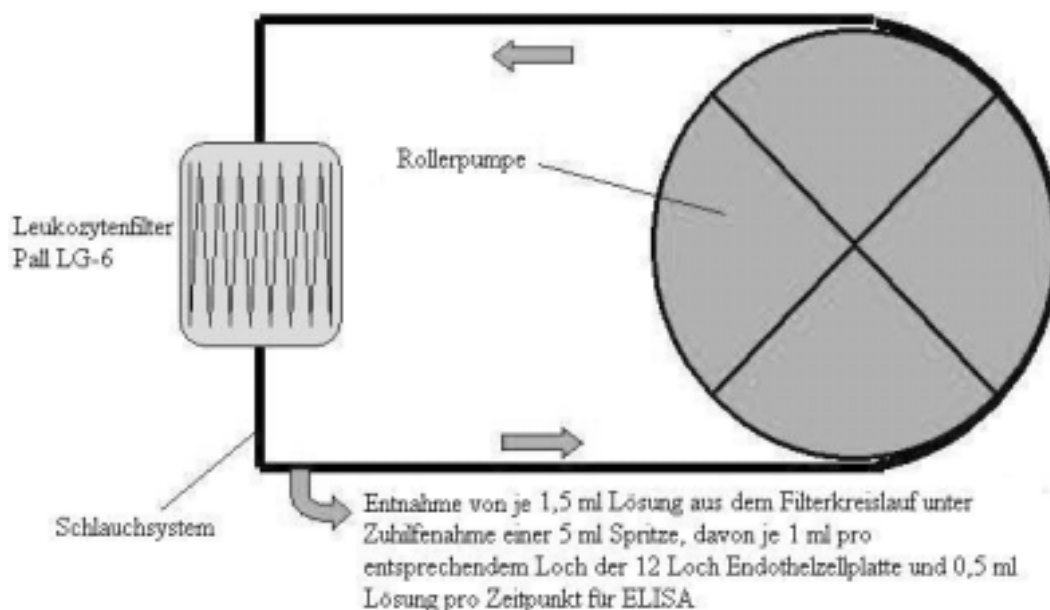 Rollerpumpe
Leukozytenfilter
Pall LG-6
Schlauchsystem
Entnahme von je 1,5 ml Lösung aus dem Filterkreislauf unter
Zuhilfenahme einer 5 ml Spritze, davon je 1 ml pro
entsprechendem Loch der 12 Loch Endothelzellplatte und 0,5 ml
Lösung pro Zeitpunkt für ELISA